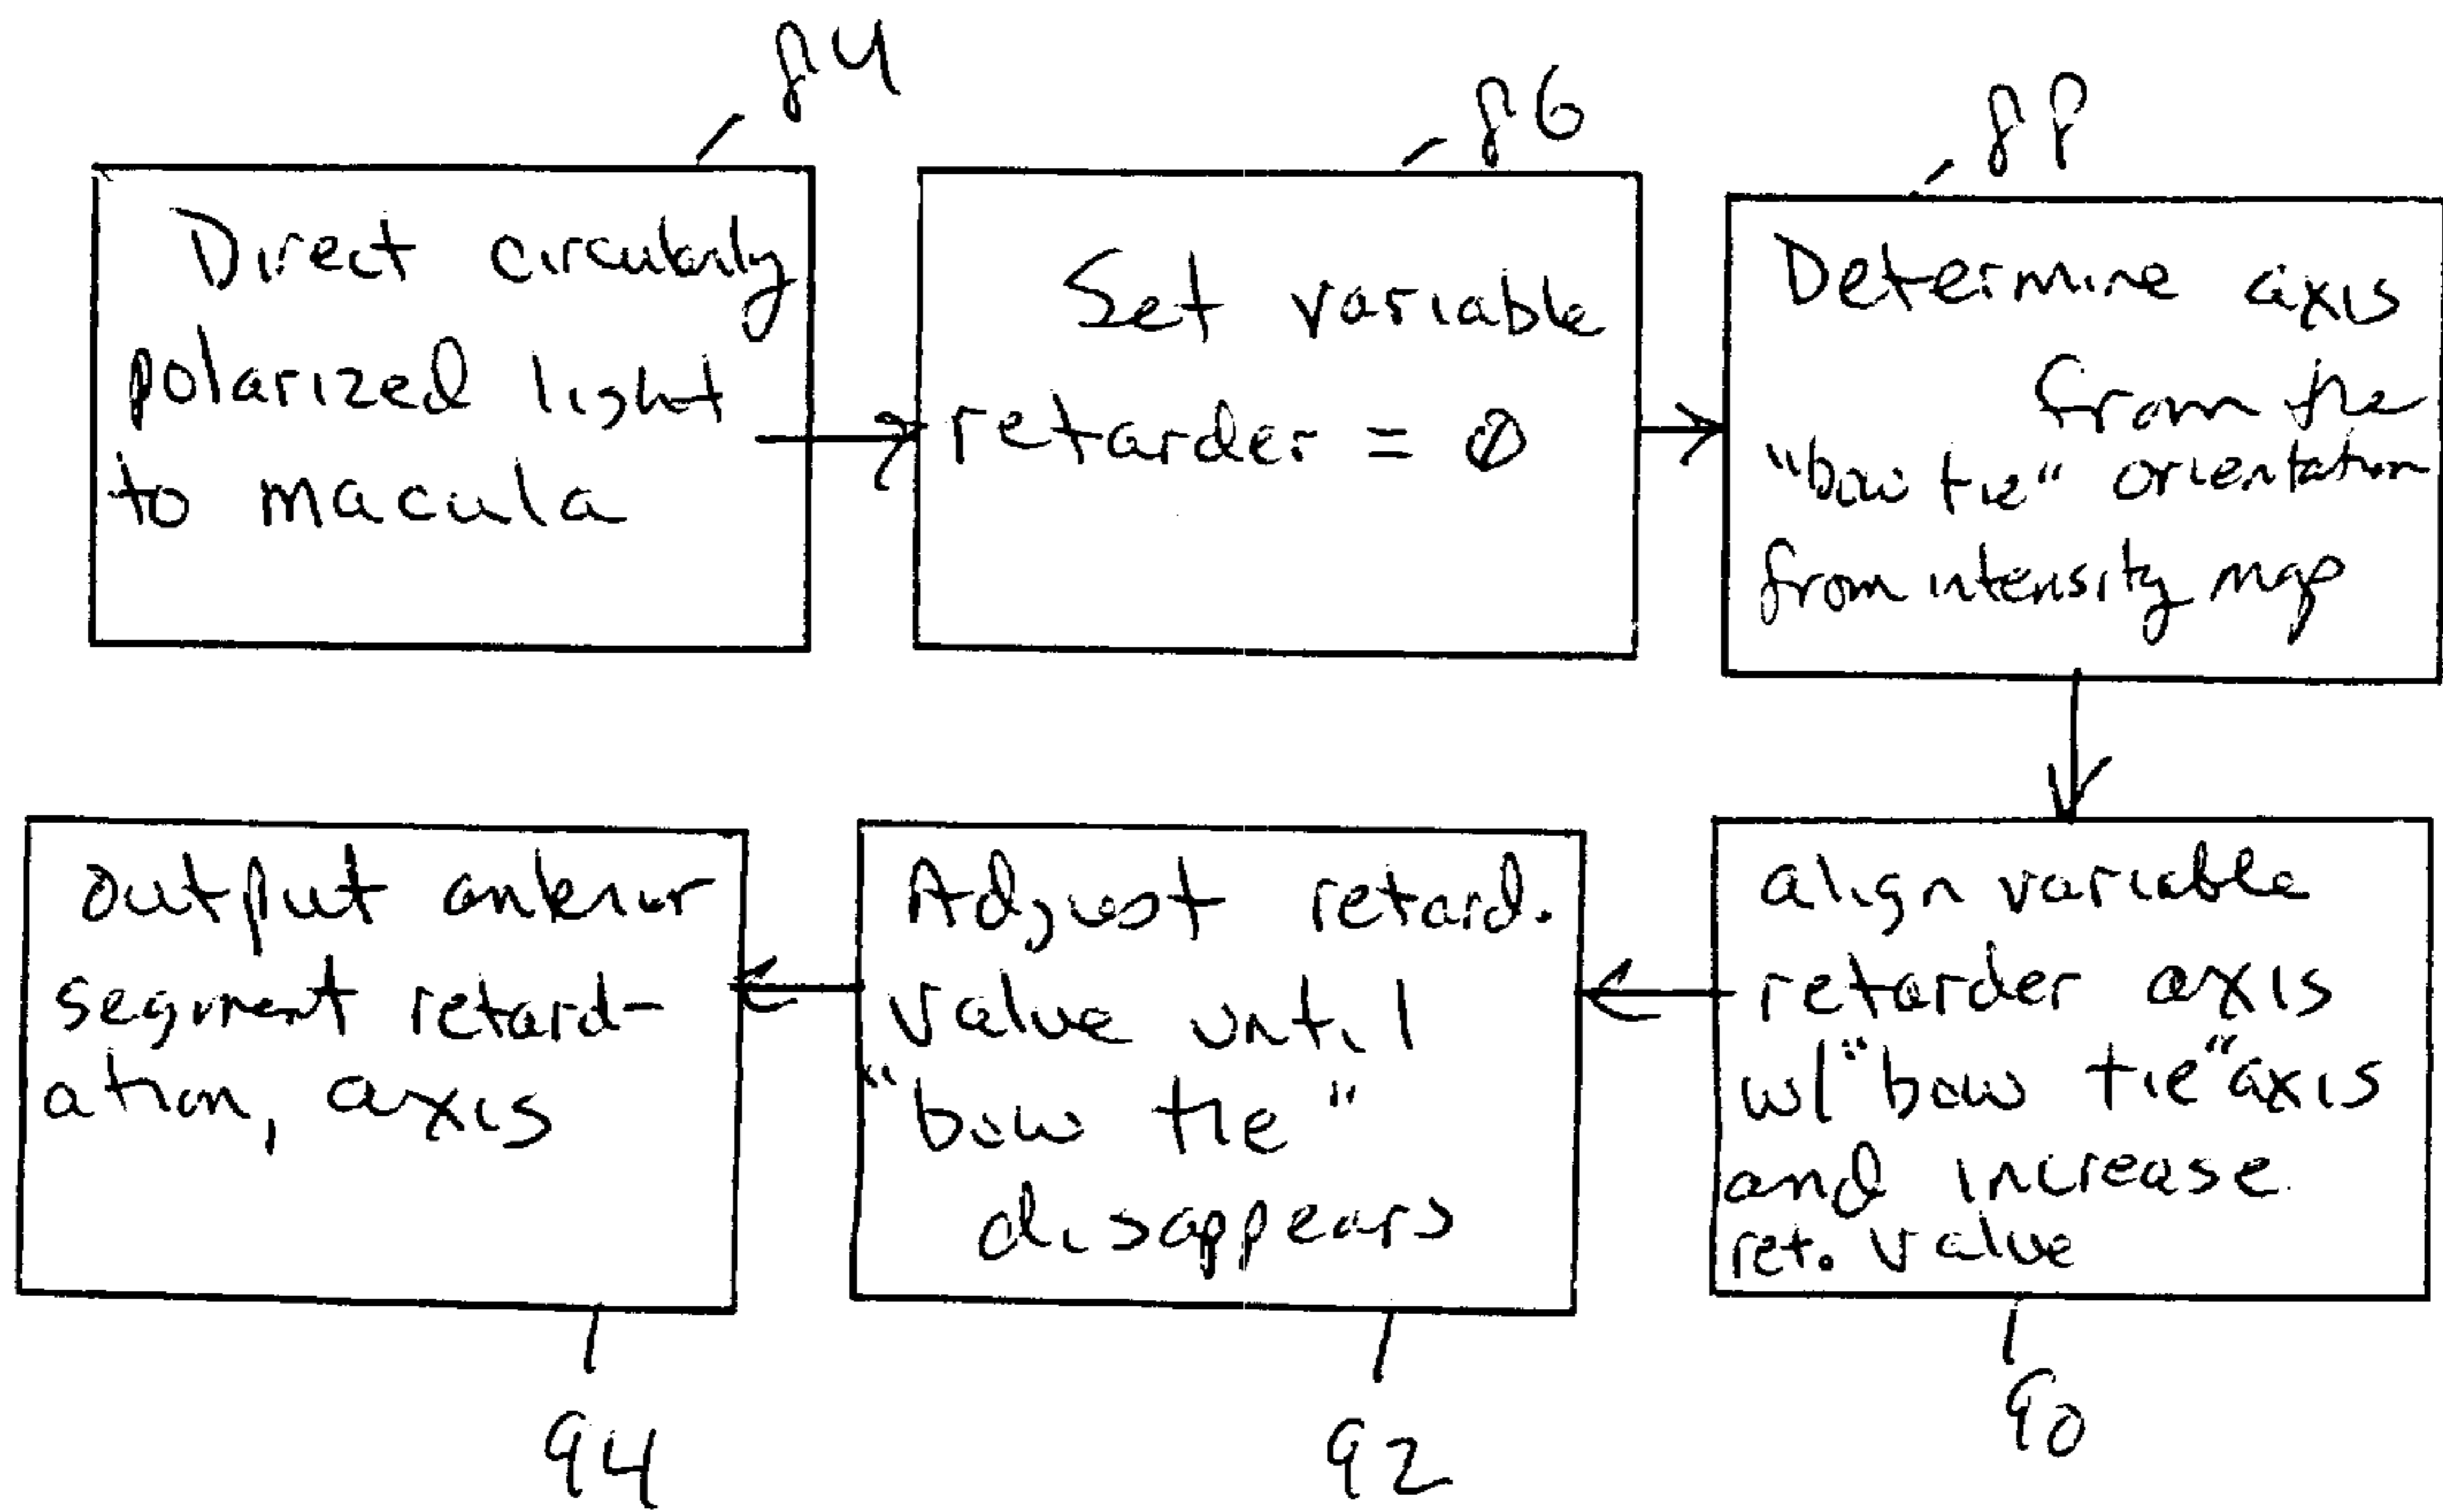 84
Direct circularly
polarized light
to macula
86
Set variable
retarder = 0
88
Determine axis
from the
"bow tie" orientation
from intensity map
align variable
retarder axis
w/ "bow tie" axis
and increase
ret. value
90
Adjust retard.
value until
"bow tie"
disappears
92
output anterior
segment retard-
ation, axis
94